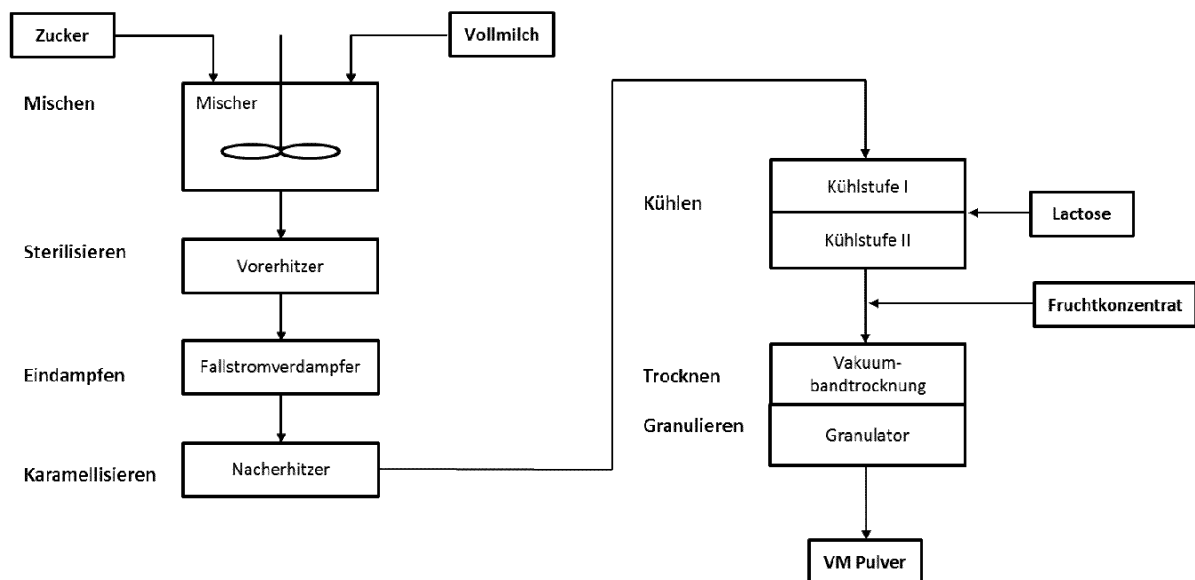 Zucker
Vollmilch
Mischen
Mischer
Sterilisieren
Vorerhitzer
Eindampfen
Fallstromverdampfer
Karamellisieren
Nacherhitzer
Kühlen
Kühlstufe I
Lactose
Kühlstufe II
Fruchtkonzentrat
Trocknen
Vakuum-
bandtrocknung
Granulieren
Granulator
VM Pulver